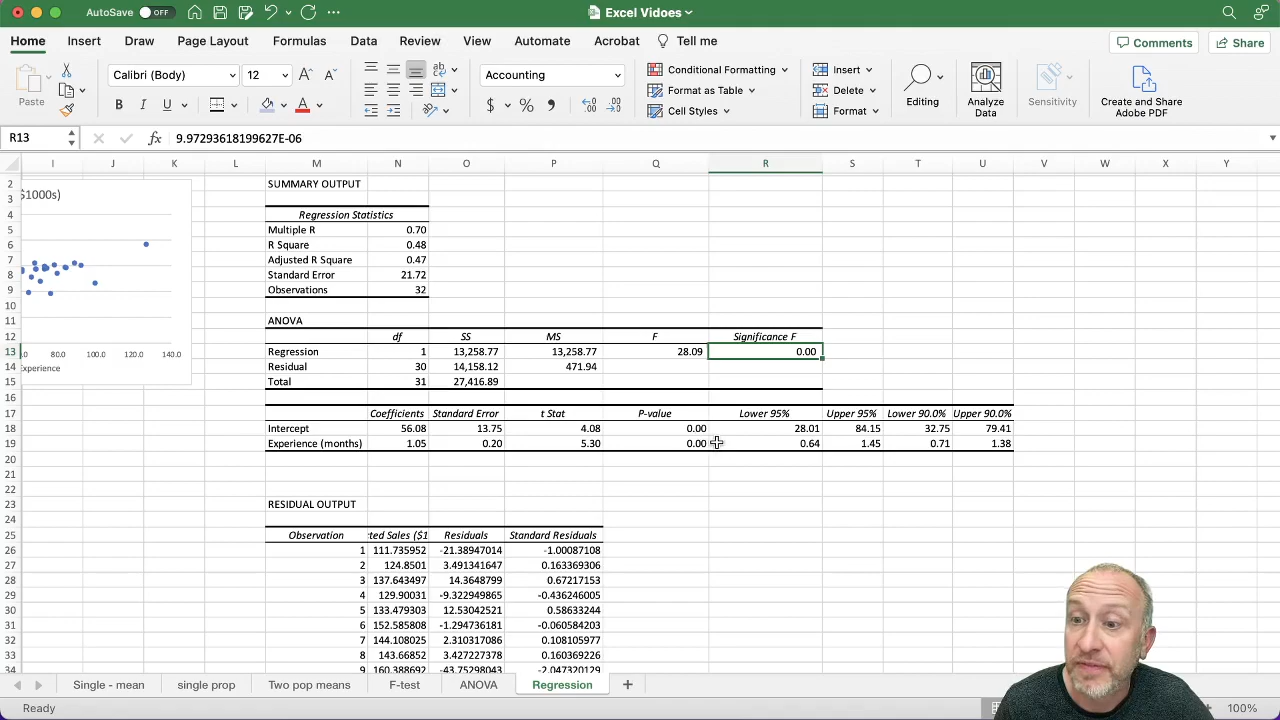 AutoSave OFF ... Excel Vidoes
Home Insert Draw Page Layout Formulas Data Review View Automate Acrobat Tell me Comments Share
Paste Calibri (Body) 12 A A ab Accounting Conditional Formatting Insert Editing Analyze Data Sensitivity Create and Share Adobe PDF
Format as Table Delete
B I U A $ % Cell Styles Format
R13 fx 9.97293618199627E-06
I J K L M N O P Q R S T U V W X Y
2 SUMMARY OUTPUT
3 $1000s)
4 Regression Statistics
5 Multiple R 0.70
6 R Square 0.48
7 Adjusted R Square 0.47
8 Standard Error 21.72
9 Observations 32
10
11 ANOVA
12 df SS MS F Significance F
13 .0 80.0 100.0 120.0 140.0 Regression 1 13,258.77 13,258.77 28.09 0.00
14 Experience Residual 30 14,158.12 471.94
15 Total 31 27,416.89
16
17 Coefficients Standard Error t Stat P-value Lower 95% Upper 95% Lower 90.0% Upper 90.0%
18 Intercept 56.08 13.75 4.08 0.00 28.01 84.15 32.75 79.41
19 Experience (months) 1.05 0.20 5.30 0.00 0.64 1.45 0.71 1.38
20
21
22
23 RESIDUAL OUTPUT
24
25 Observation ted Sales ($1 Residuals Standard Residuals
26 1 111.735952 -21.38947014 -1.00087108
27 2 124.8501 3.491341647 0.163369306
28 3 137.643497 14.3648799 0.67217153
29 4 129.90031 -9.322949865 -0.436246005
30 5 133.479303 12.53042521 0.58633244
31 6 152.585808 -1.294736181 -0.060584203
32 7 144.108025 2.310317086 0.108105977
33 8 143.66852 3.427227378 0.160369226
34 9 160.388692 -43.75298043 -2.047320129
Single - mean single prop Two pop means F-test ANOVA Regression +
Ready 100%